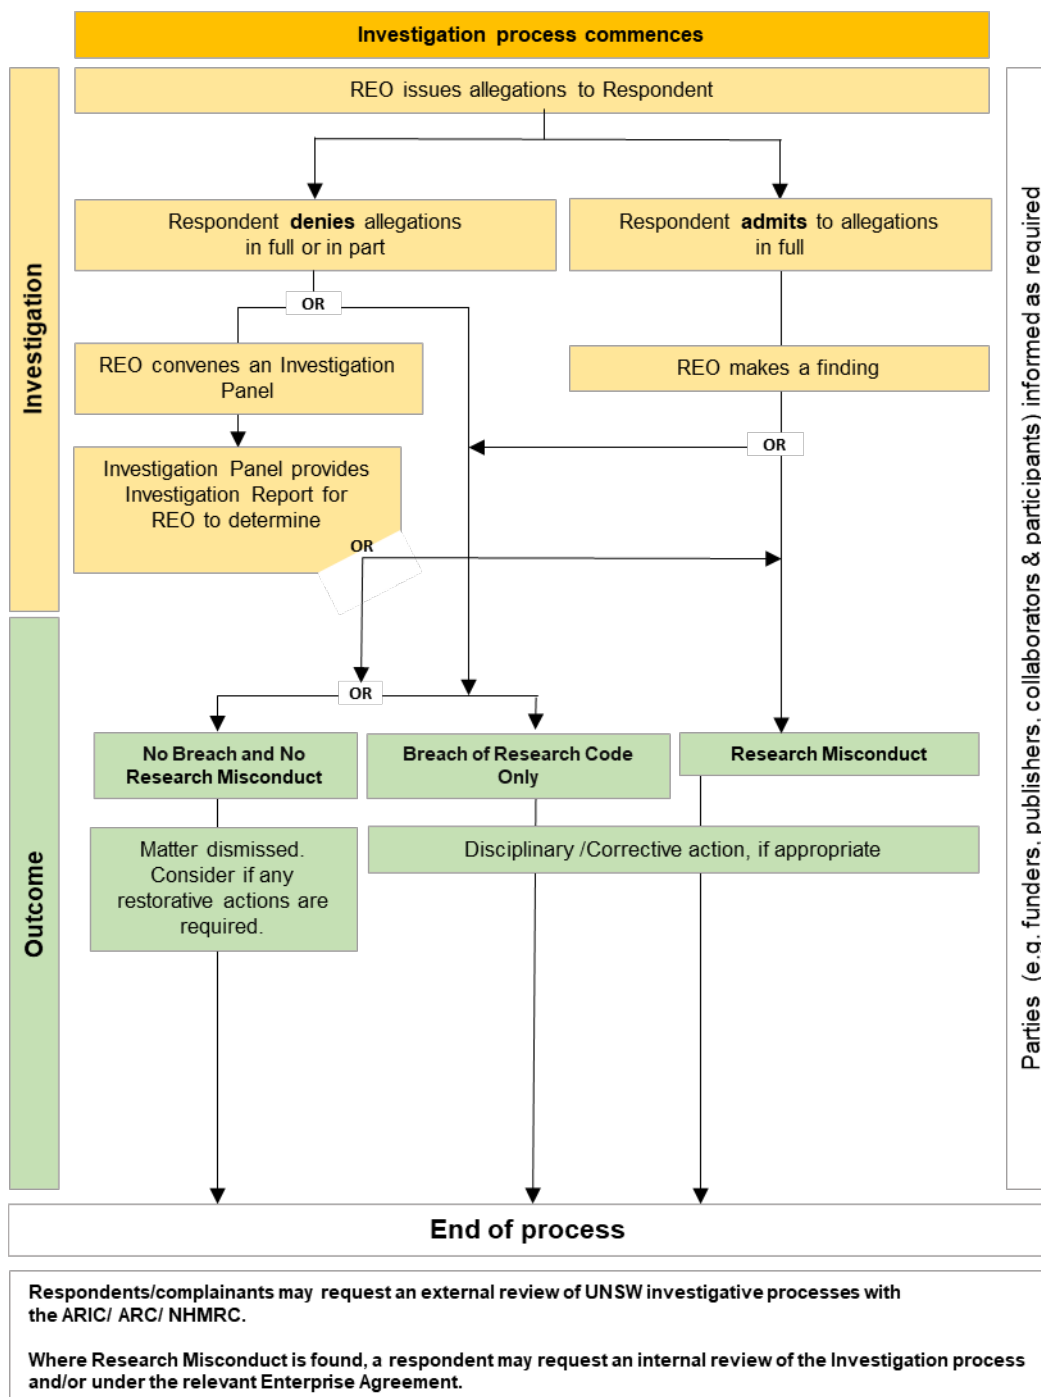 Investigation process commences
REO issues allegations to Respondent
Respondent denies allegations
in full or in part
Respondent admits to allegations
in full
OR
REO convenes an Investigation
Panel
REO makes a finding
OR
Investigation Panel provides
Investigation Report for
REO to determine
OR
Investigation
OR
No Breach and No
Research Misconduct
Breach of Research Code
Only
Research Misconduct
Matter dismissed.
Consider if any
restorative actions are
required.
Disciplinary /Corrective action, if appropriate
Outcome
Parties (e.g. funders, publishers, collaborators & participants) informed as required
End of process
Respondents/complainants may request an external review of UNSW investigative processes with
the ARIC/ ARC/ NHMRC.
Where Research Misconduct is found, a respondent may request an internal review of the Investigation process
and/or under the relevant Enterprise Agreement.